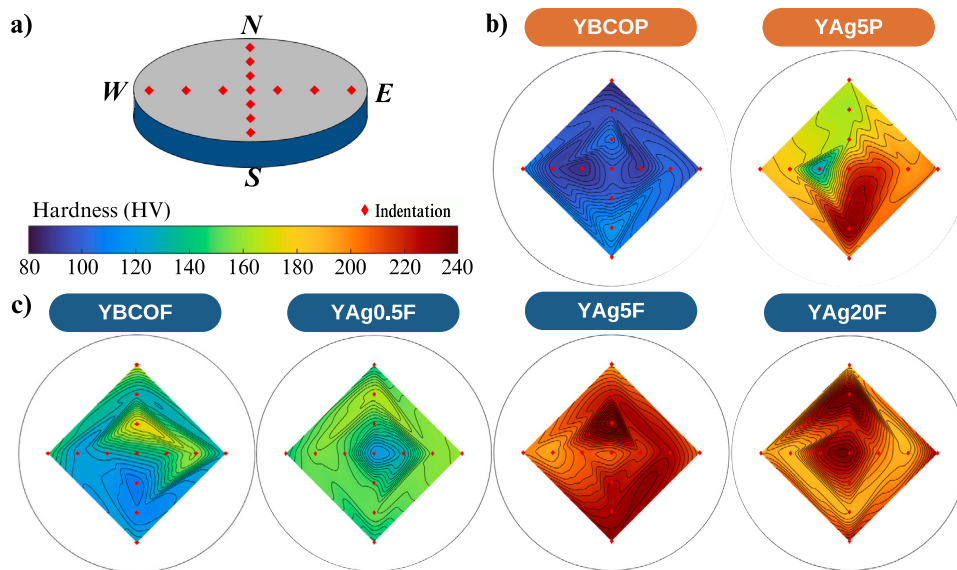 a)
N
W
E
S
Hardness (HV)
Indentation
80 100 120 140 160 180 200 220 240
b)
YBCOP
YAg5P
c)
YBCOF
YAg0.5F
YAg5F
YAg20F